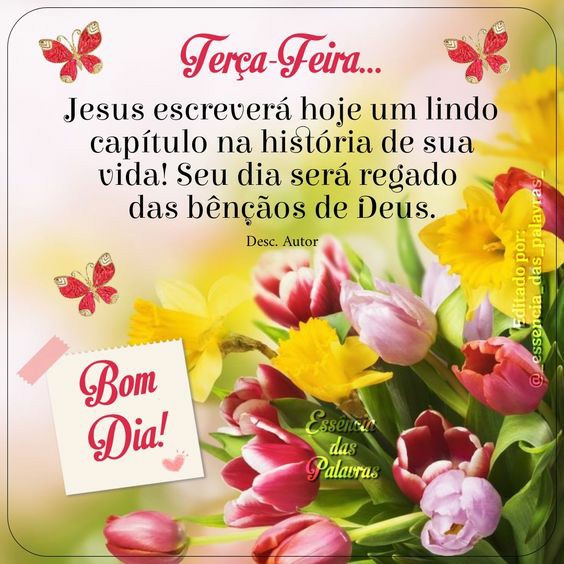 Terça-Feira...
Jesus escreverá hoje um lindo
capítulo na história de sua
vida! Seu dia será regado
das bênçãos de Deus.
Desc. Autor
Bom
Dia!
Essência
das
Palavras
Editado por:
@_essencia_das_palavras_